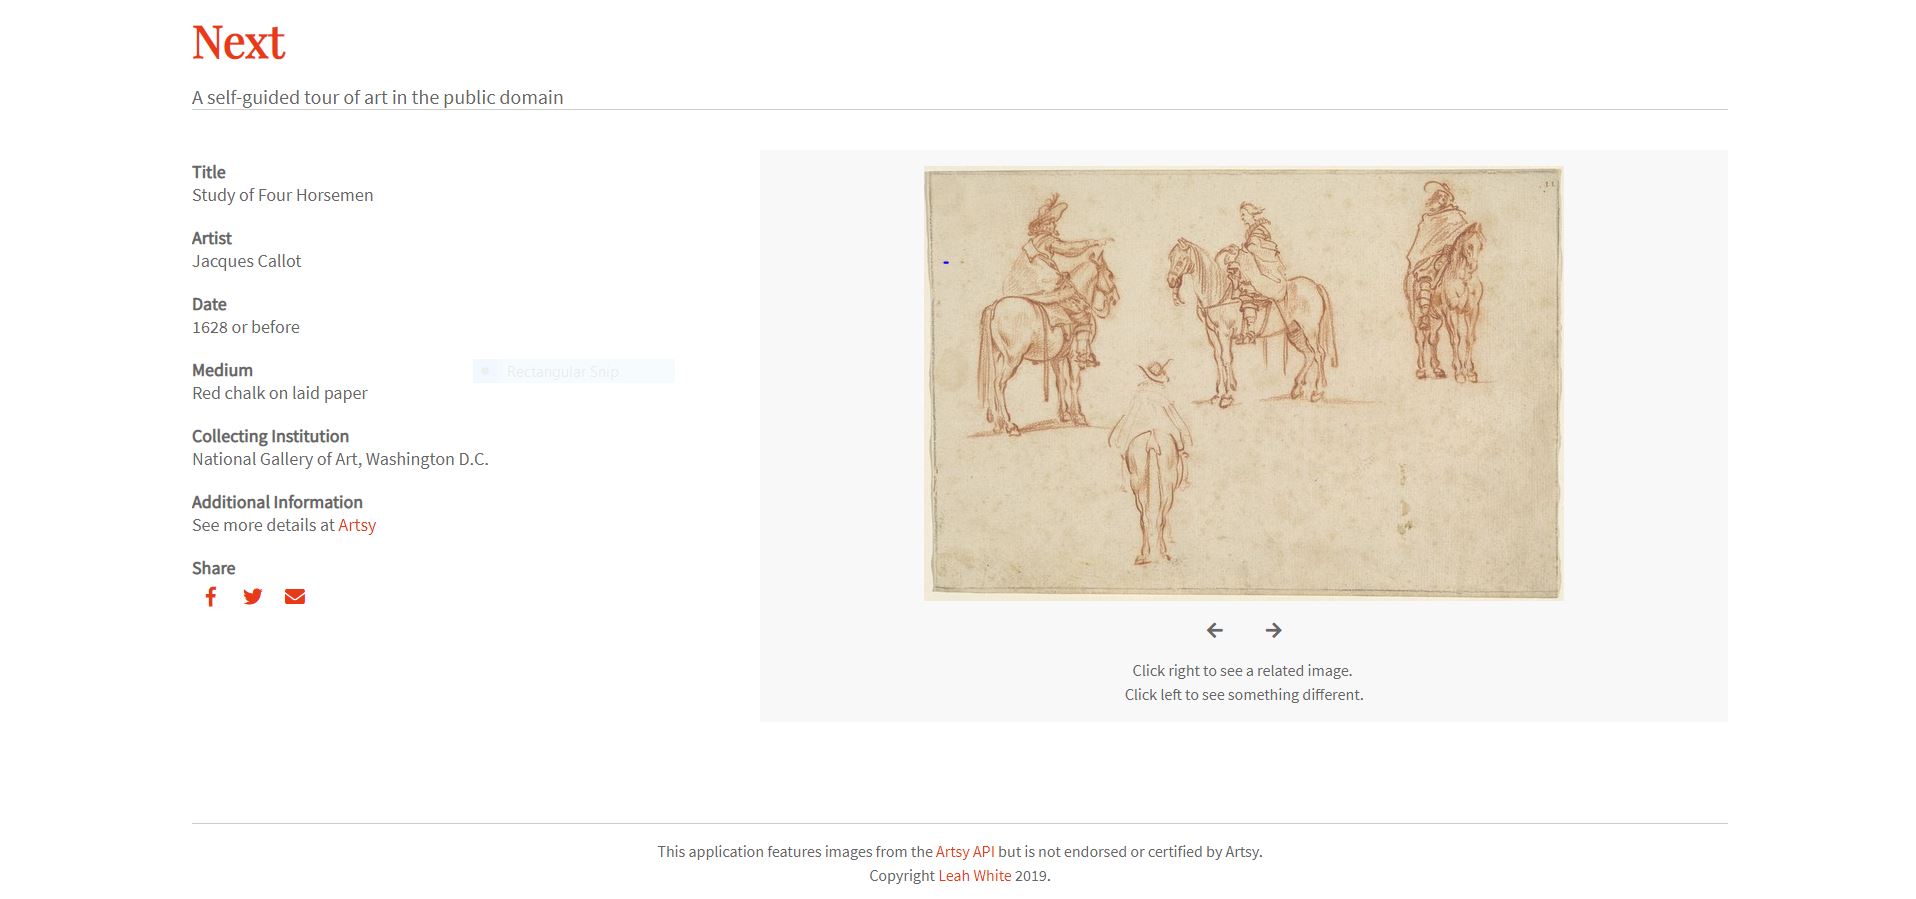 Next
A self-guided tour of art in the public domain
Title
Study of Four Horsemen
Artist
Jacques Callot
Date
1628 or before
Medium
Red chalk on laid paper
Rectangular Snip
Collecting Institution
National Gallery of Art, Washington D.C.
Additional Information
See more details at Artsy
Share
11
Click right to see a related image.
Click left to see something different.
This application features images from the Artsy API but is not endorsed or certified by Artsy.
Copyright Leah White 2019.